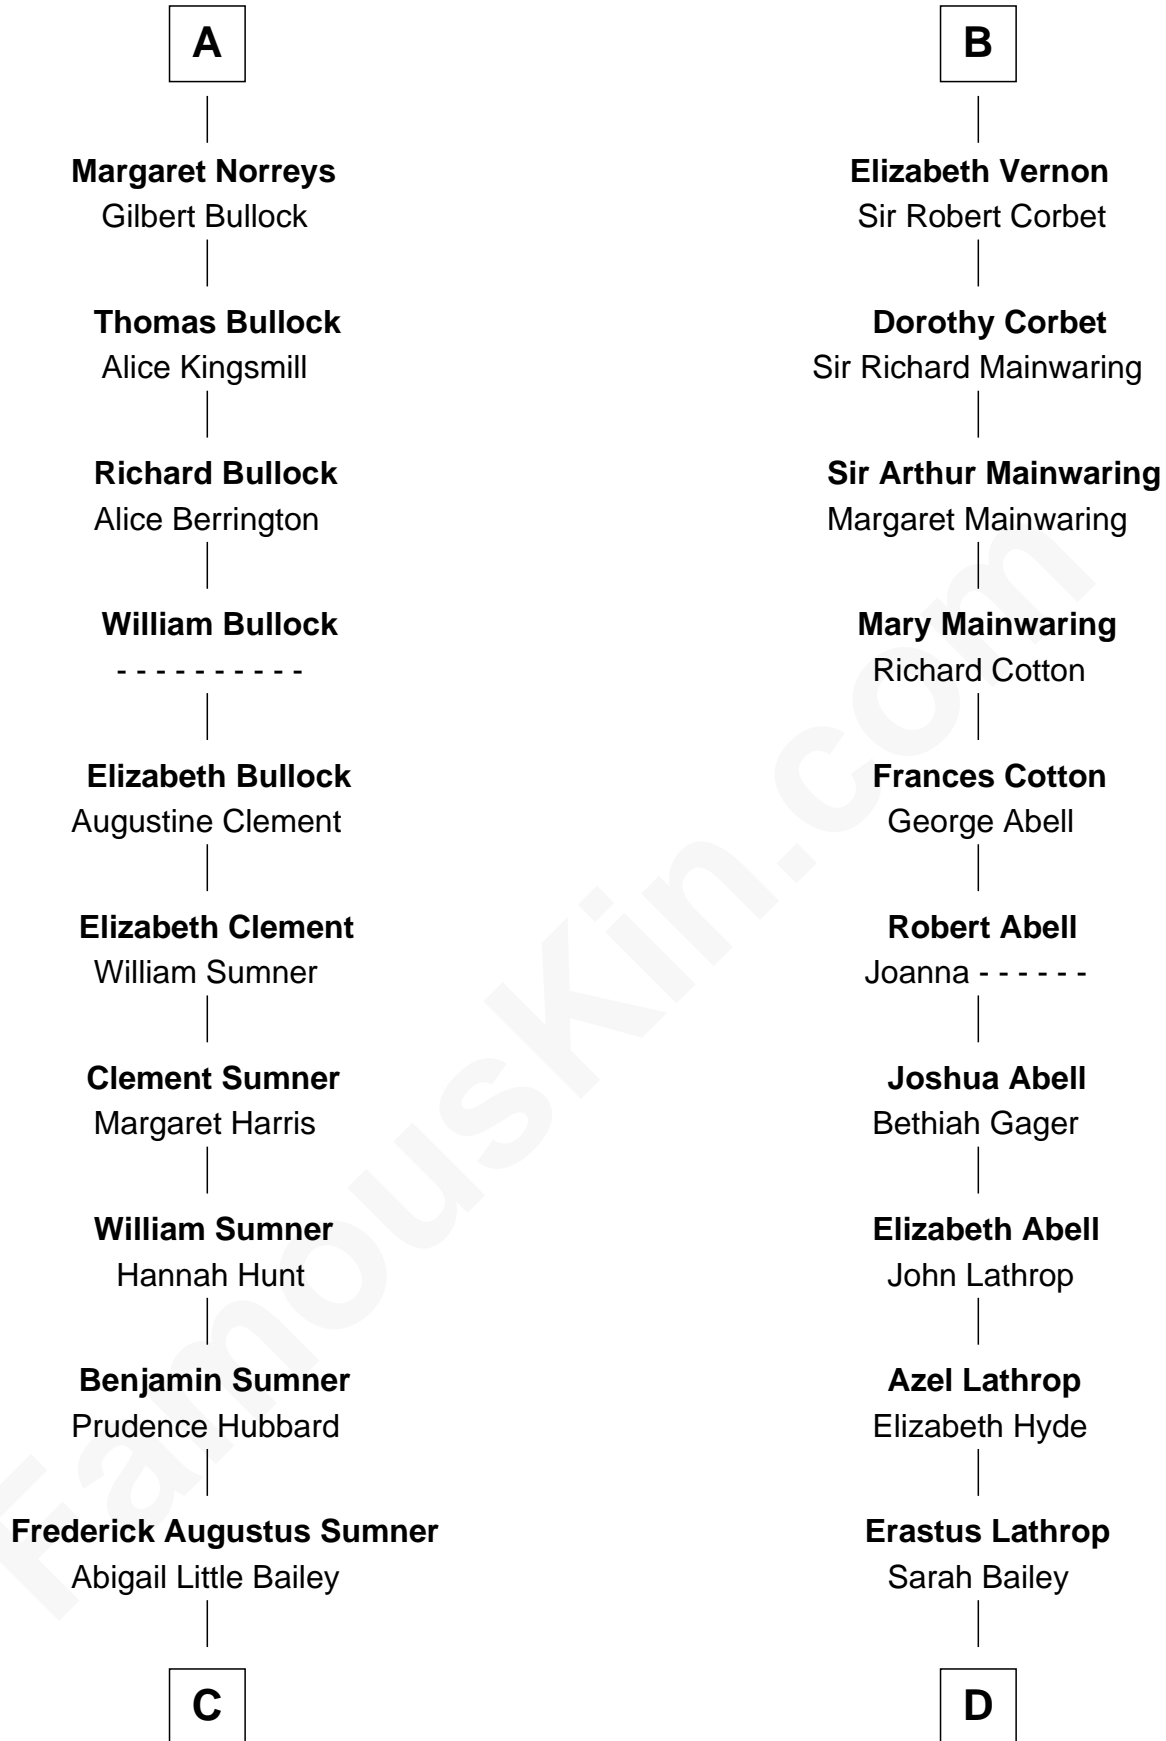 A
Margaret Norreys
Gilbert Bullock
Thomas Bullock
Alice Kingsmill
Richard Bullock
Alice Berrington
William Bullock
- - - - - - - - - -
Elizabeth Bullock
Augustine Clement
Elizabeth Clement
William Sumner
Clement Sumner
Margaret Harris
William Sumner
Hannah Hunt
Benjamin Sumner
Prudence Hubbard
Frederick Augustus Sumner
Abigail Little Bailey
C
B
Elizabeth Vernon
Sir Robert Corbet
Dorothy Corbet
Sir Richard Mainwaring
Sir Arthur Mainwaring
Margaret Mainwaring
Mary Mainwaring
Richard Cotton
Frances Cotton
George Abell
Robert Abell
Joanna - - - - - -
Joshua Abell
Bethiah Gager
Elizabeth Abell
John Lathrop
Azel Lathrop
Elizabeth Hyde
Erastus Lathrop
Sarah Bailey
D
FamousKin.com